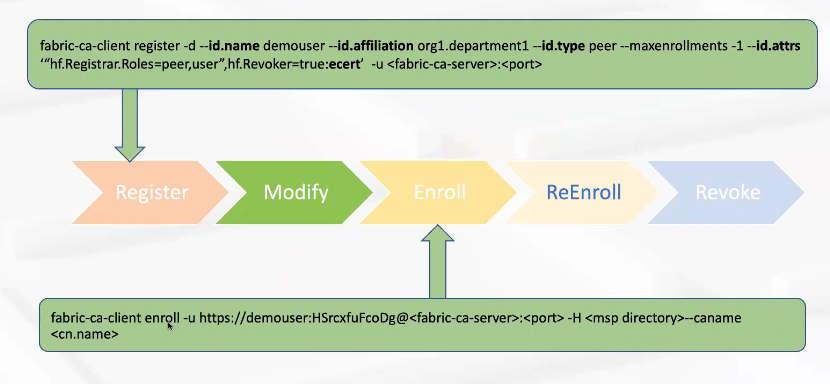 fabric-ca-client register -d --id.name demouser --id.affiliation org1.department1 --id.type peer --maxenrollments -1 --id.attrs
‘“hf.Registrar.Roles=peer,user”,hf.Revoker=true:ecert’ -u <fabric-ca-server>:<port>
Register
Modify
Enroll
ReEnroll
Revoke
fabric-ca-client enroll -u https://demouser:HSrcxfuFcoDg@<fabric-ca-server>:<port> -H <msp directory>--caname
<cn.name>